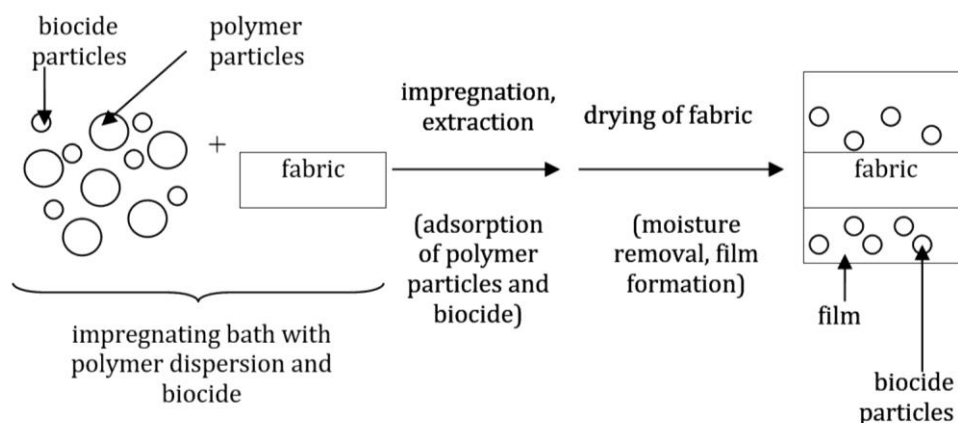 biocide
particles
polymer
particles
+
fabric
impregnating bath with
polymer dispersion and
biocide
impregnation,
extraction
(adsorption
of polymer
particles and
biocide)
drying of fabric
(moisture
removal, film
formation)
fabric
film
biocide
particles